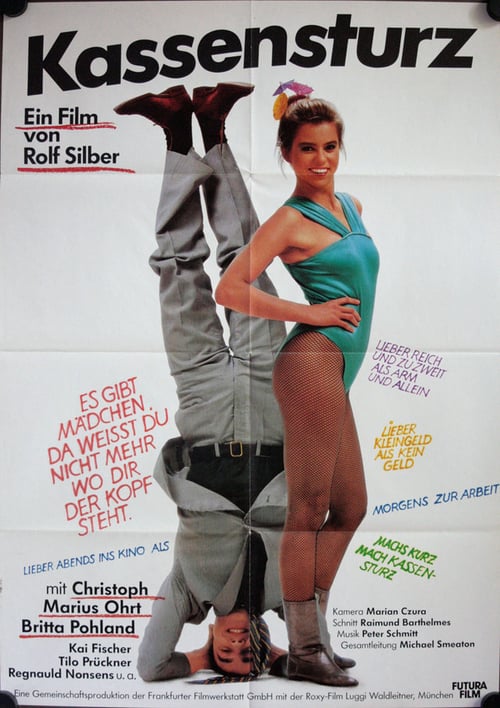 Kassensturz
Ein Film
von
Rolf Silber
LIEBER REICH
UND ZU ZWEIT
ALS ARM
UND ALLEIN
ES GIBT
MÄDCHEN,
DA WEISST DU
NICHT MEHR
WO DIR
DER KOPF
STEHT.
LIEBER
KLEINGELD
ALS KEIN
GELD
LIEBER ABENDS INS KINO ALS
MORGENS ZUR ARBEIT
MACHS KURZ
MACH KASSEN-
STURZ
mit Christoph
Marius Ohrt
Britta Pohland
Kai Fischer
Tilo Prückner
Regnauld Nonsens u. a.
Kamera Marian Czura
Schnitt Raimund Barthelmes
Musik Peter Schmitt
Gesamtleitung Michael Smeaton
Eine Gemeinschaftsproduktion der Frankfurter Filmwerkstatt GmbH mit der Roxy-Film Luggi Waldleitner, München
FUTURA
FILM